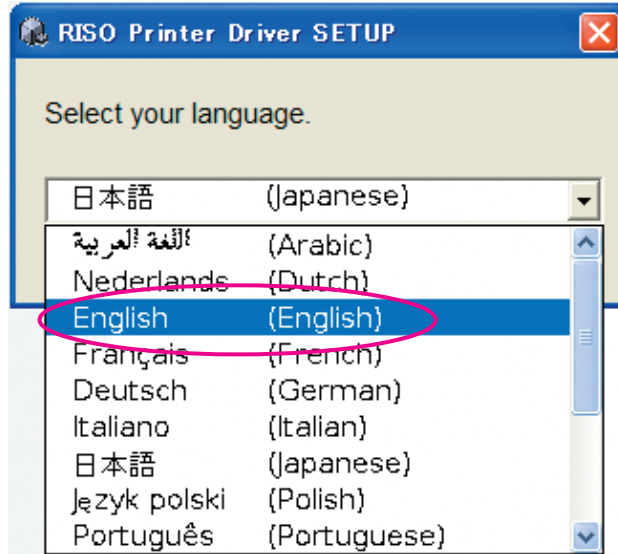 RISO Printer Driver SETUP
Select your language.
日本語 (Japanese)
اللغة العربية (Arabic)
Nederlands (Dutch)
English (English)
Français (French)
Deutsch (German)
Italiano (Italian)
日本語 (Japanese)
Język polski (Polish)
Português (Portuguese)